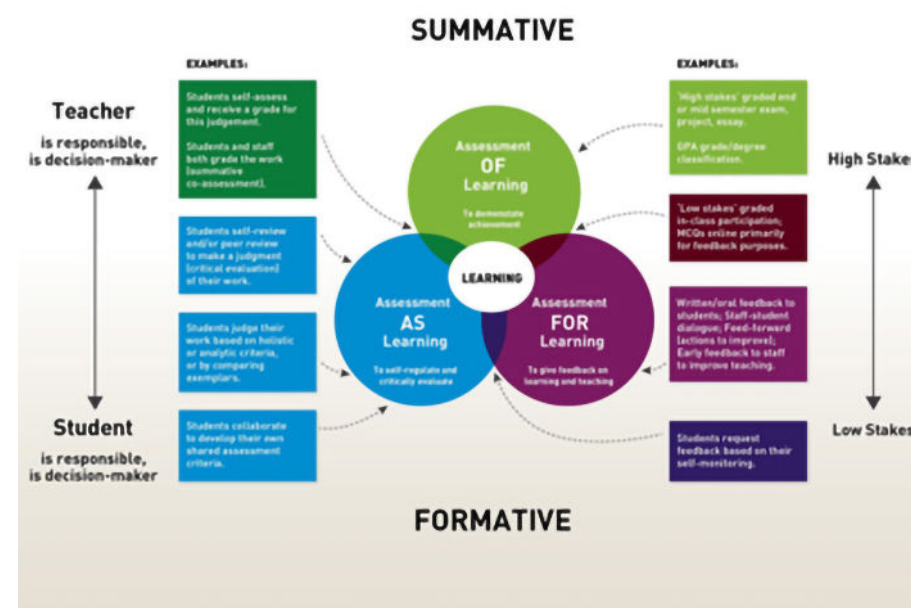 SUMMATIVE
EXAMPLES:
Students self-assess
and receive a grade for
this judgement.
Students and staff
both grade the work
(summative
co-assessment).
Students self-review
and/or peer review
to make a judgment
(critical evaluation)
of their work.
Students judge their
work based on holistic
or analytic criteria,
or by comparing
exemplars.
Students collaborate
to develop their own
shared assessment
criteria.
Teacher
is responsible,
is decision-maker
Student
is responsible,
is decision-maker
Assessment
OF
Learning
To demonstate
achievement
LEARNING
Assessment
AS
Learning
To self-regulate and
critically evaluate
Assessment
FOR
Learning
To give feedback on
learning and teaching
EXAMPLES:
'High stakes' graded end
or mid semester exam,
project, essay.
GPA grade/degree
classification.
'Low stakes' graded
in-class participation;
MCQs online primarily
for feedback purposes.
Written/oral feedback to
students; Staff-student
dialogue; Feed-forward
(actions to improve);
Early feedback to staff
to improve teaching.
Students request
feedback based on their
self-monitoring.
High Stakes
Low Stakes
FORMATIVE